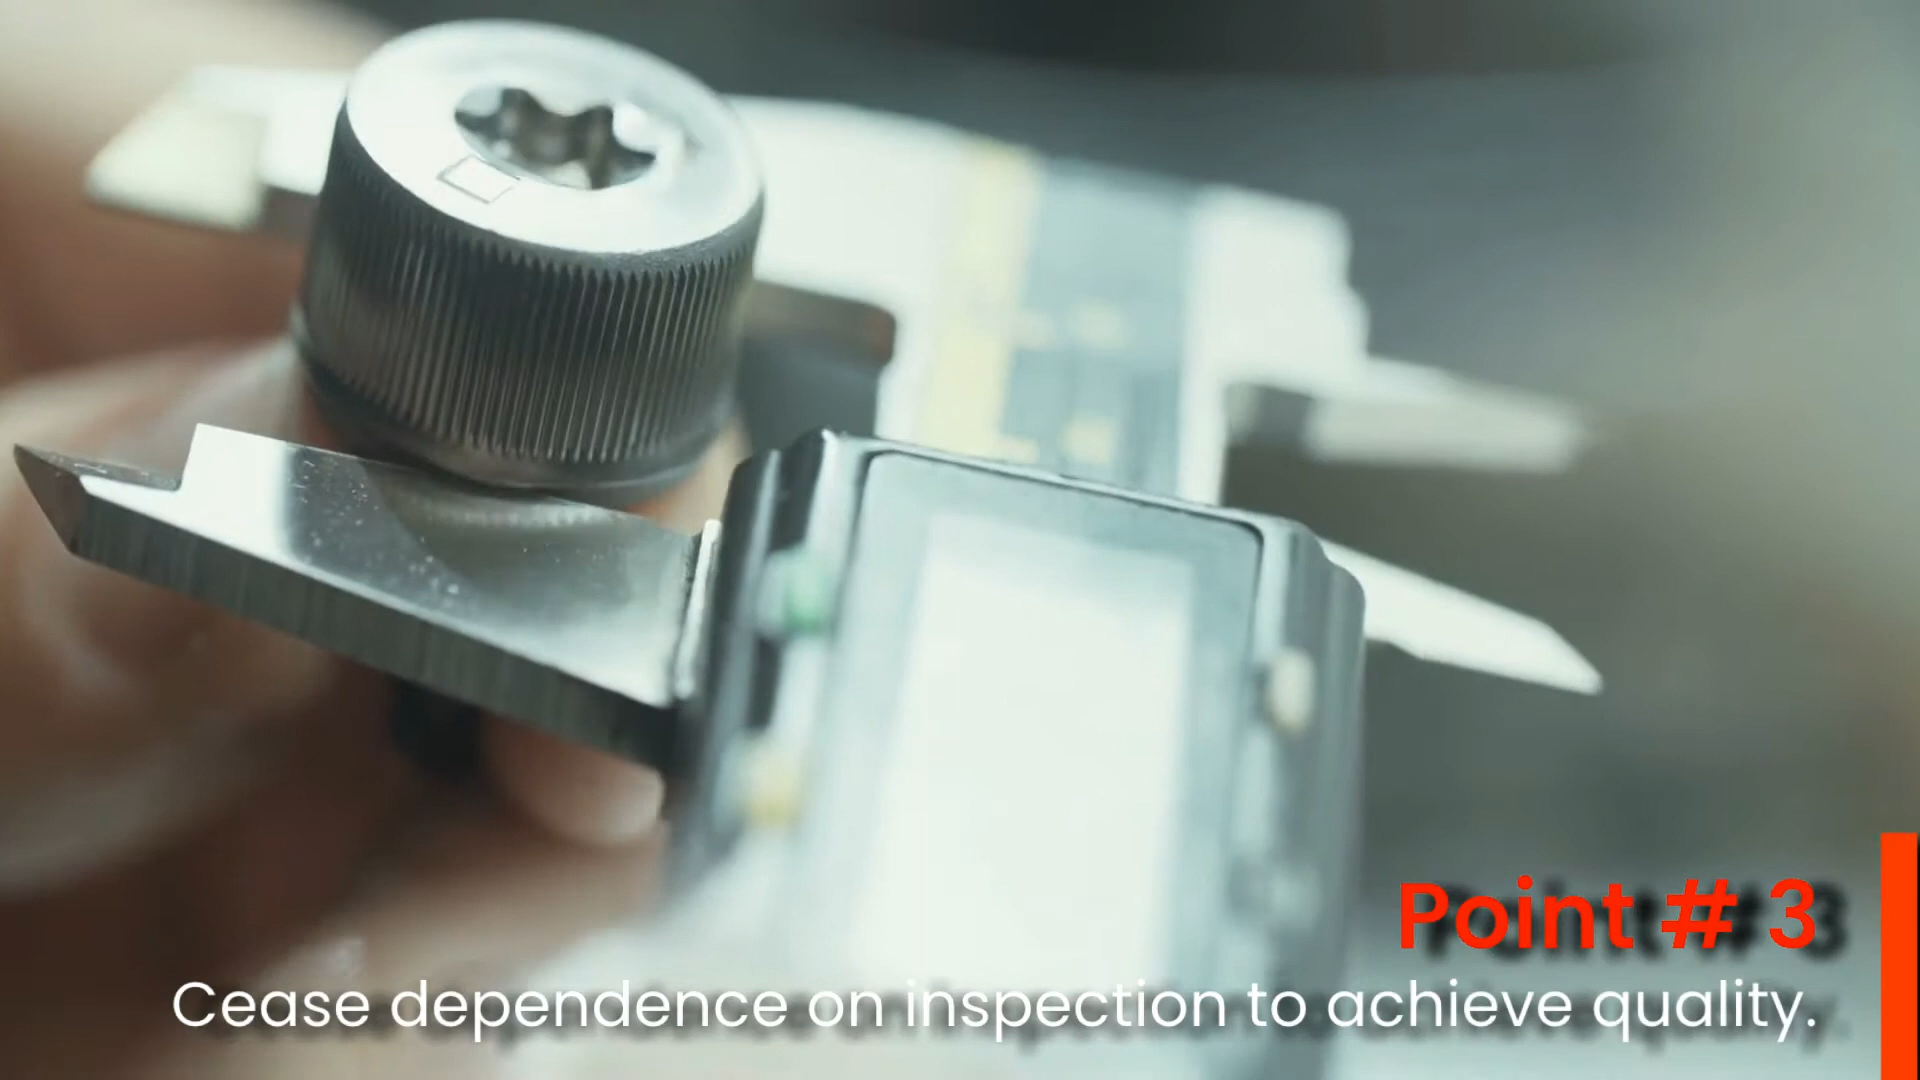 Point # 3
Cease dependence on inspection to achieve quality.